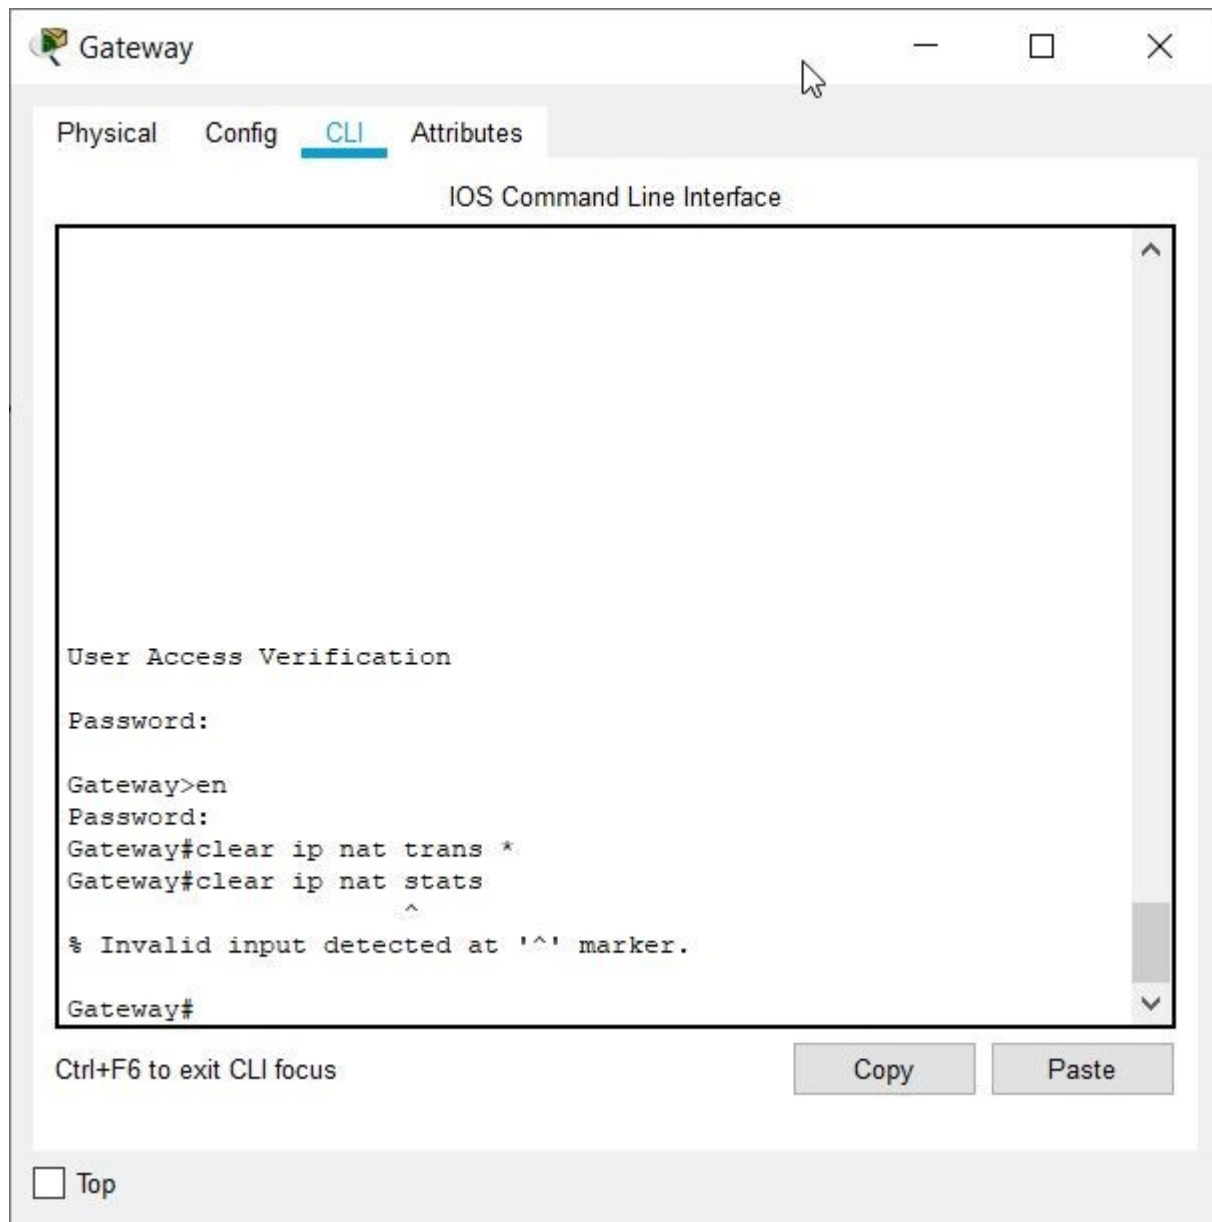 Gateway
Physical Config CLI Attributes
IOS Command Line Interface
User Access Verification
Password:
Gateway>en
Password:
Gateway#clear ip nat trans *
Gateway#clear ip nat stats
^
% Invalid input detected at '^' marker.
Gateway#
Ctrl+F6 to exit CLI focus
Copy
Paste
Top